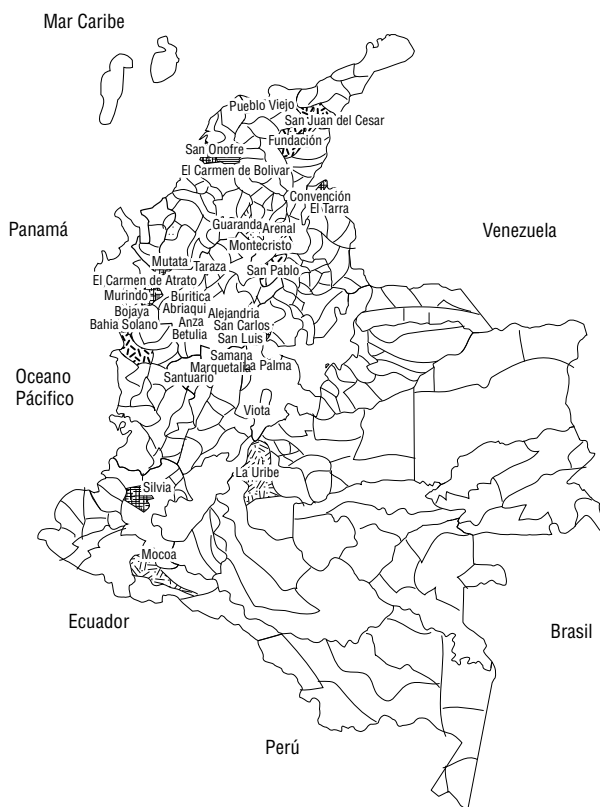 Mar Caribe
Pueblo Viejo
San Juan del Cesar
Fundación
San Onofre
El Carmen de Bolivar
Convención
El Tarra
Guaranda
Arenal
Panamá
Venezuela
Montecristo
Mutata
Taraza
San Pablo
El Carmen de Atrato
Murindo
Buritica
Bojaya
Abriaqui
Alejandria
Bahia Solano
Anza
San Carlos
Betulia
San Luis
Samana
Marquetalia
La Palma
Santuario
Oceano
Pácifico
Viota
La Uribe
Silvia
Mocoa
Ecuador
Brasil
Perú